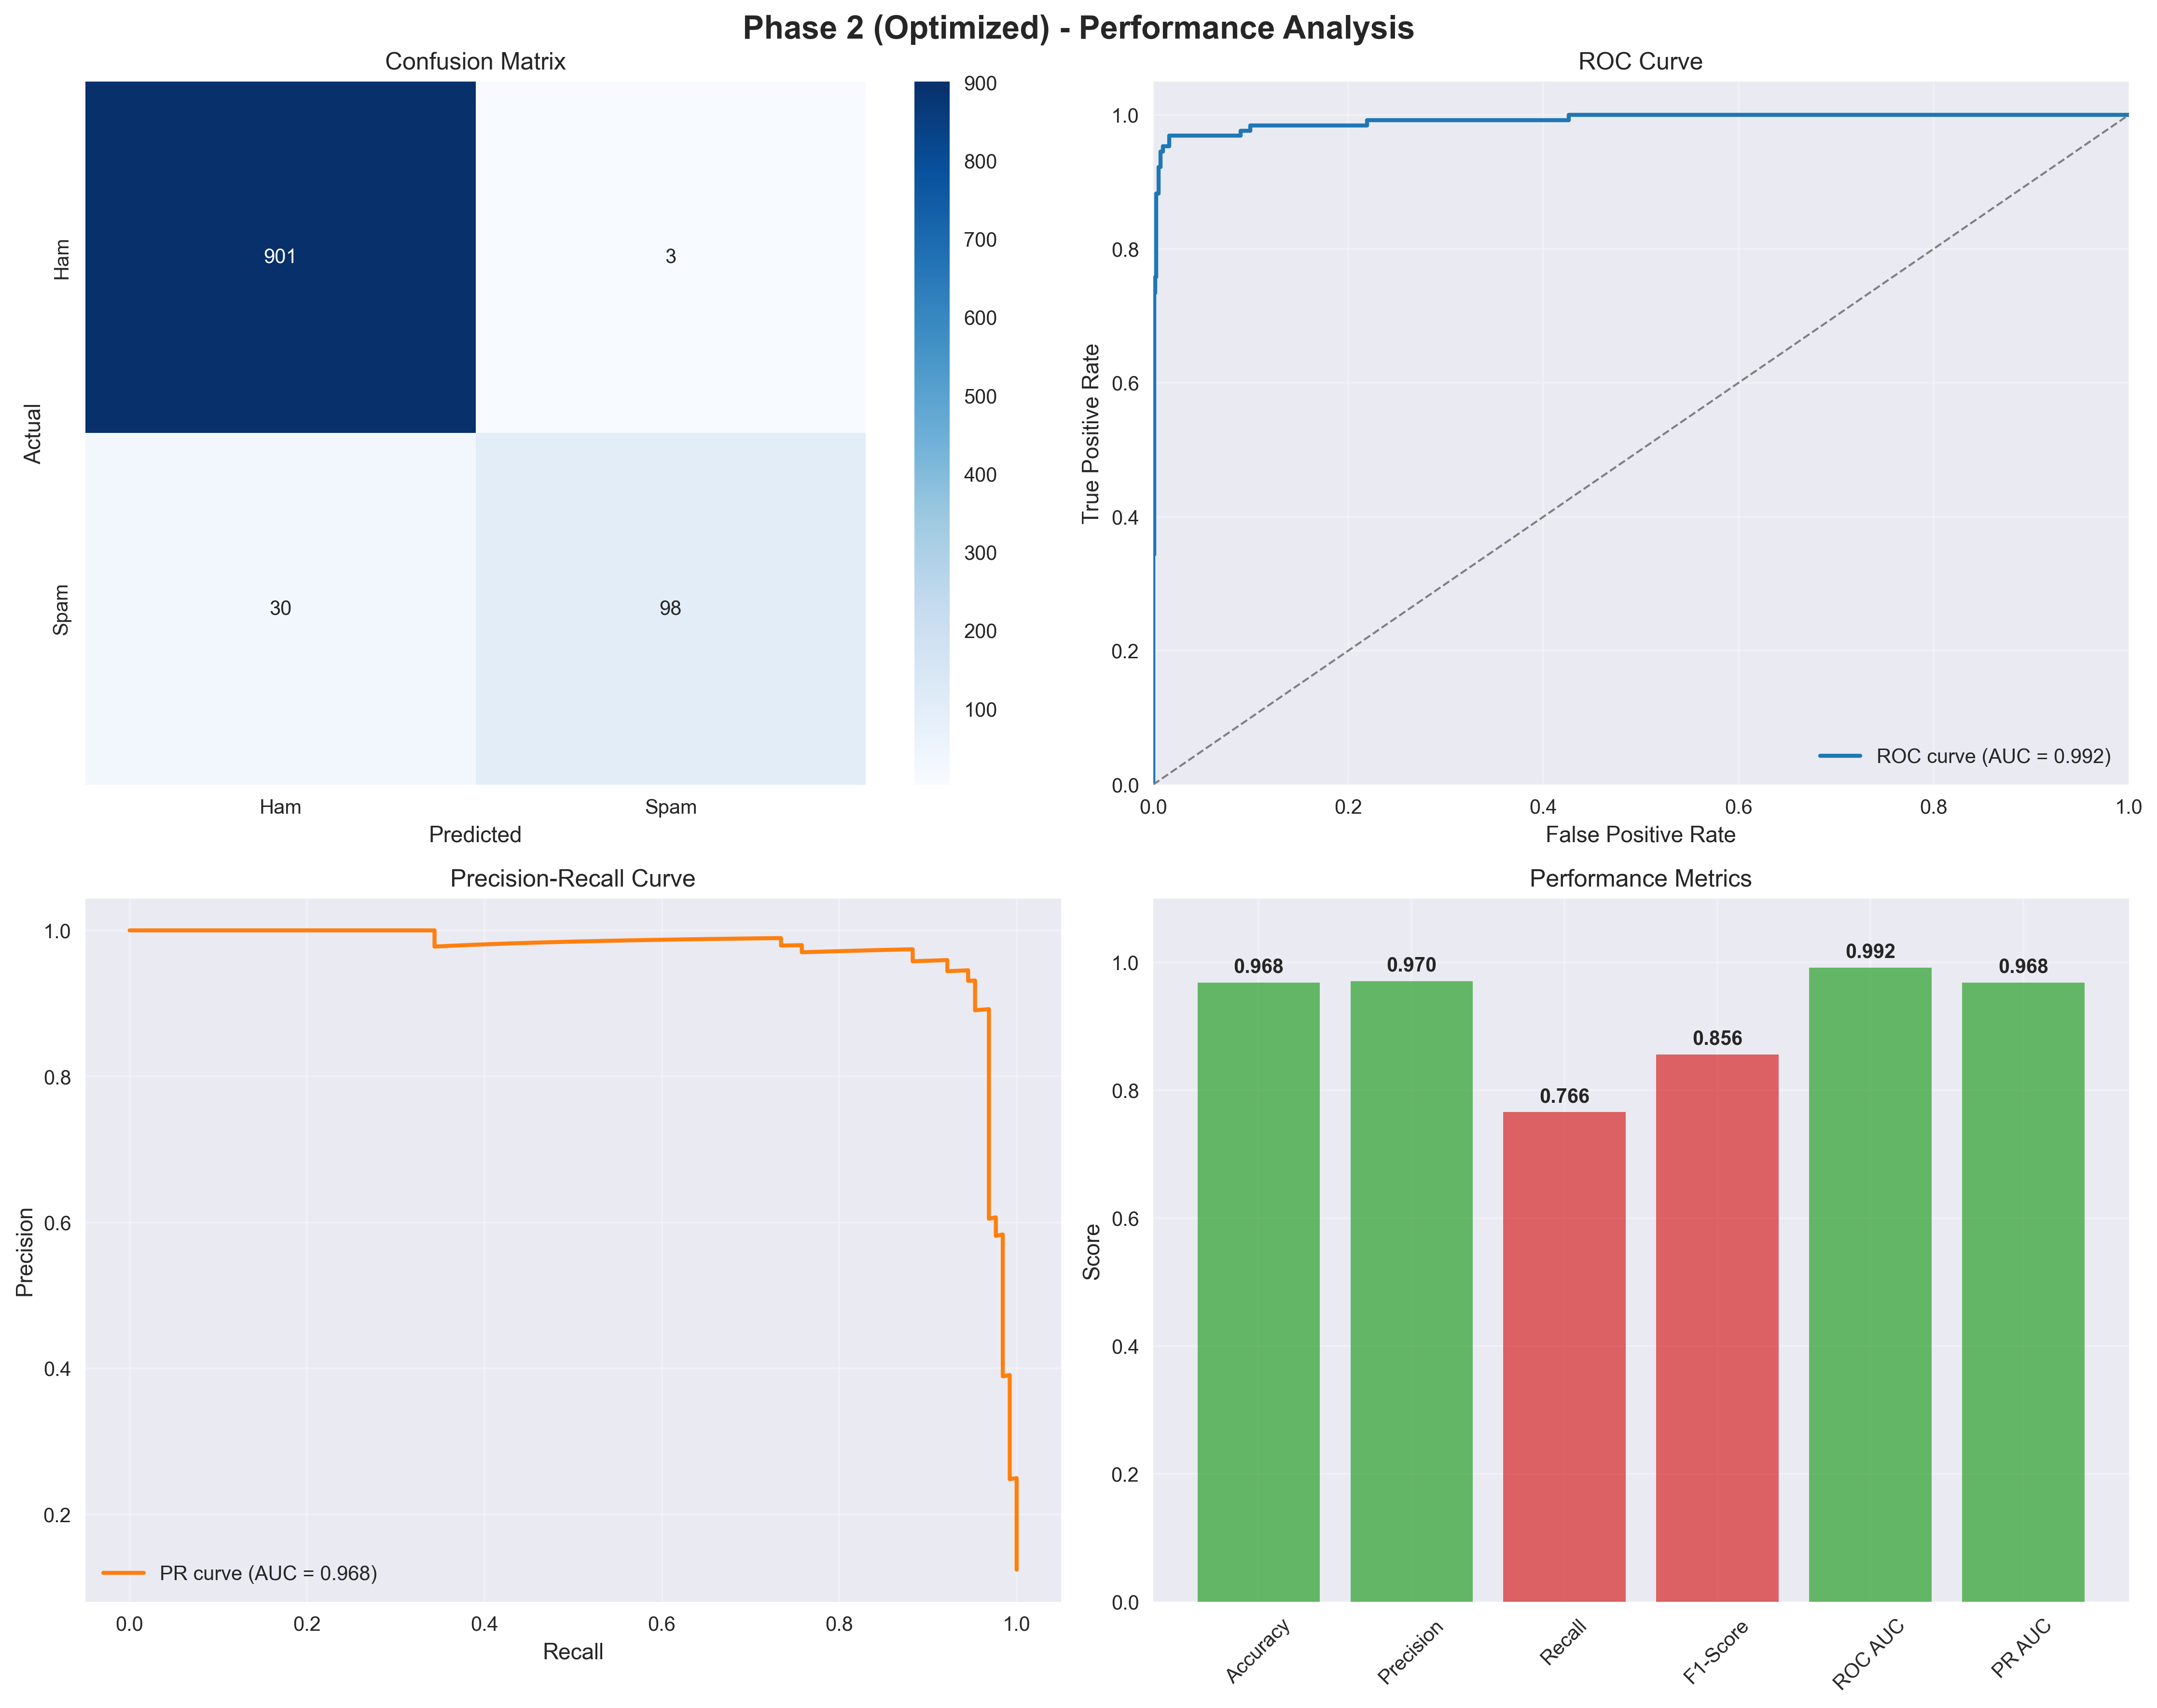 Phase 2 (Optimized) - Performance Analysis
Confusion Matrix
Ham
Spam
Actual
901
3
30
98
Ham
Spam
Predicted
900
800
700
600
500
400
300
200
100
ROC Curve
True Positive Rate
1.0
0.8
0.6
0.4
0.2
0.0
0.0
0.2
0.4
0.6
0.8
1.0
False Positive Rate
ROC curve (AUC = 0.992)
Precision-Recall Curve
Precision
1.0
0.8
0.6
0.4
0.2
PR curve (AUC = 0.968)
0.0
0.2
0.4
0.6
0.8
1.0
Recall
Performance Metrics
Score
1.0
0.8
0.6
0.4
0.2
0.0
0.968
0.970
0.766
0.856
0.992
0.968
Accuracy
Precision
Recall
F1-Score
ROC AUC
PR AUC